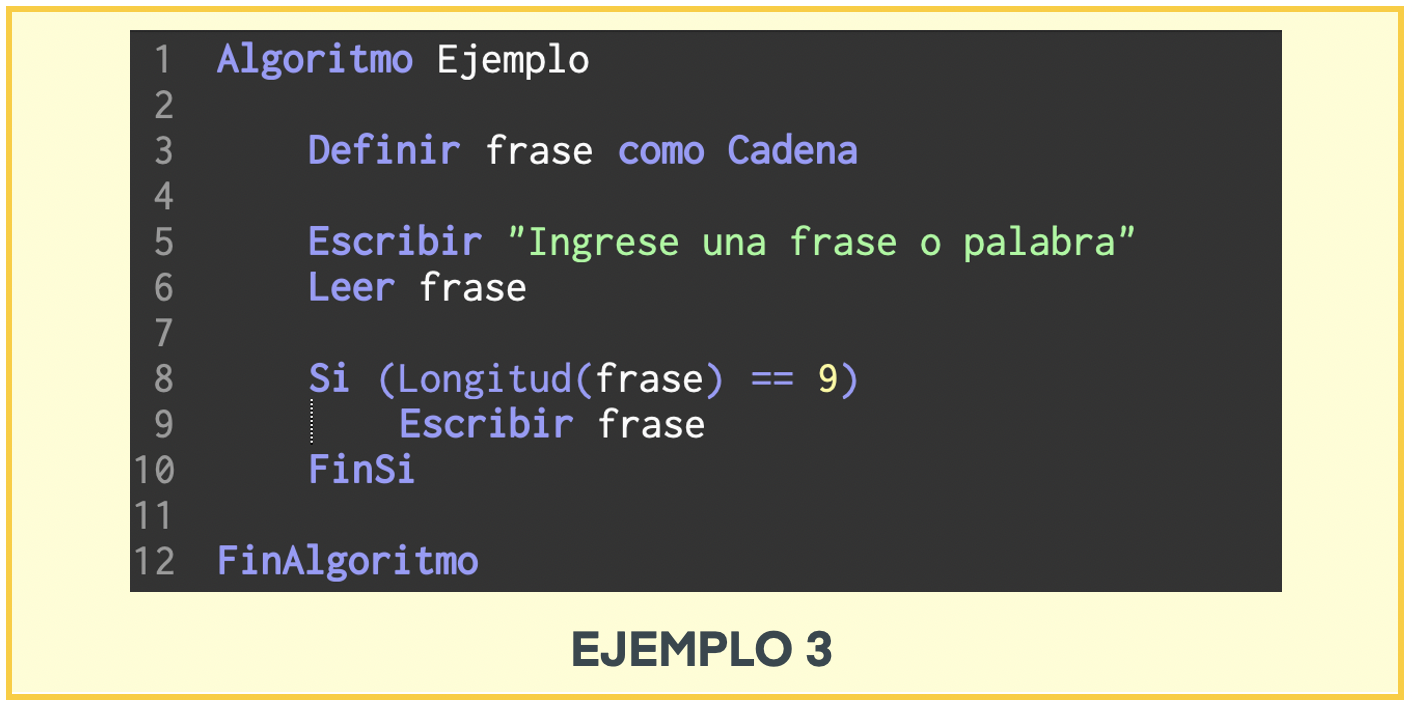 1 Algoritmo Ejemplo
2
3 Definir frase como Cadena
4
5 Escribir "Ingrese una frase o palabra"
6 Leer frase
7
8 Si (Longitud(frase) == 9)
9 Escribir frase
10 FinSi
11
12 FinAlgoritmo
EJEMPLO 3